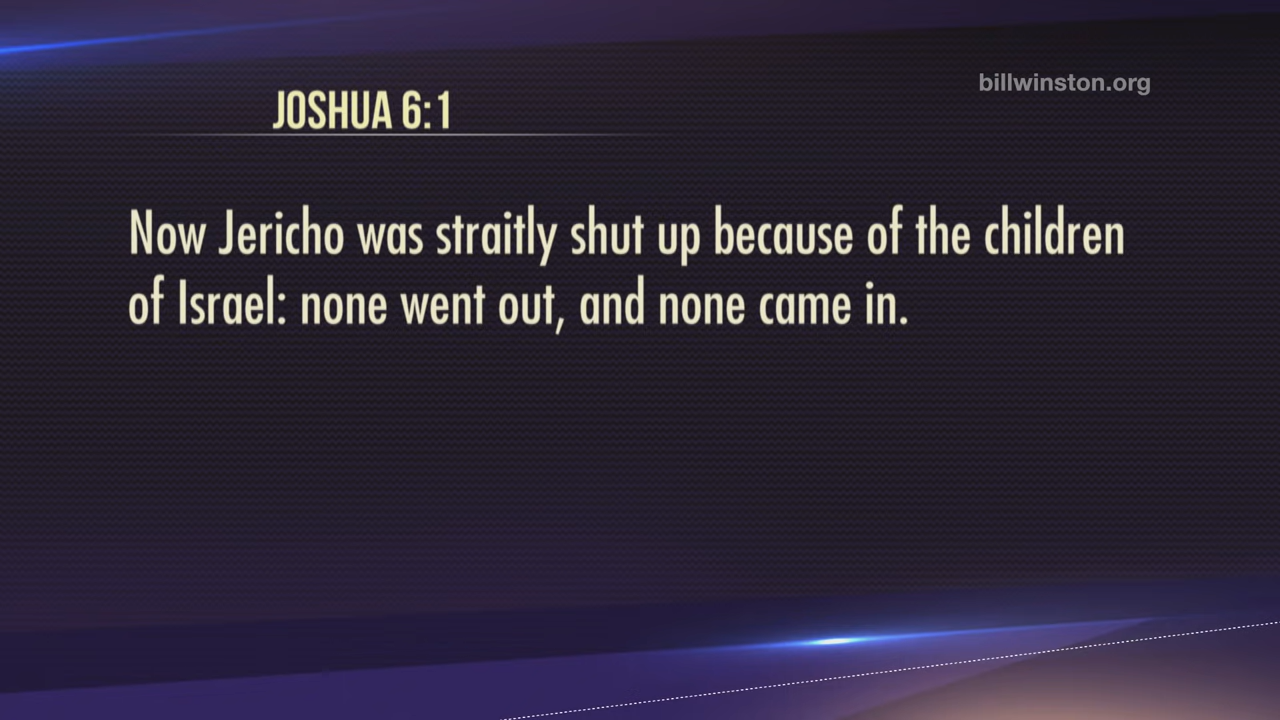 billwinston.org
JOSHUA 6:1
Now Jericho was straitly shut up because of the children
of Israel: none went out, and none came in.